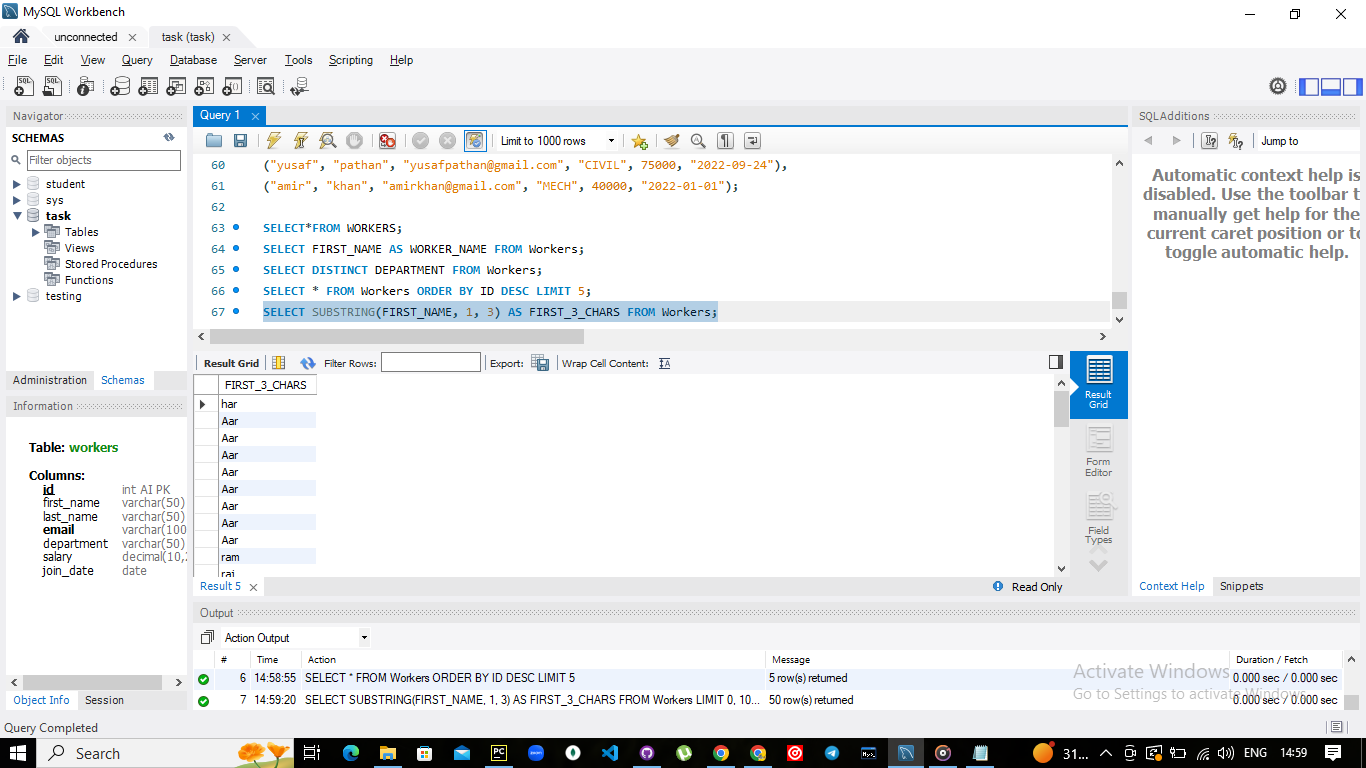 MySQL Workbench
unconnected
task (task)
File Edit View Query Database Server Tools Scripting Help
Navigator
SCHEMAS
Filter objects
student
sys
task
Tables
Views
Stored Procedures
Functions
testing
Administration Schemas
Information
Table: workers
Columns:
id int AI PK
first_name varchar(50)
last_name varchar(50)
email varchar(100
department varchar(50)
salary decimal(10,
join_date date
Object Info Session
Query 1
Limit to 1000 rows
60 ("yusaf", "pathan", "yusafpathan@gmail.com", "CIVIL", 75000, "2022-09-24"),
61 ("amir", "khan", "amirkhan@gmail.com", "MECH", 40000, "2022-01-01");
62
63 SELECT*FROM WORKERS;
64 SELECT FIRST_NAME AS WORKER_NAME FROM Workers;
65 SELECT DISTINCT DEPARTMENT FROM Workers;
66 SELECT * FROM Workers ORDER BY ID DESC LIMIT 5;
67 SELECT SUBSTRING(FIRST_NAME, 1, 3) AS FIRST_3_CHARS FROM Workers;
Result Grid Filter Rows: Export: Wrap Cell Content:
FIRST_3_CHARS
har
Aar
Aar
Aar
Aar
Aar
Aar
Aar
Aar
ram
raj
Result 5
Read Only
Result
Grid
Form
Editor
Field
Types
SQLAdditions
Jump to
Automatic context help is
disabled. Use the toolbar t
manually get help for the
current caret position or to
toggle automatic help.
Context Help Snippets
Output
Action Output
# Time Action Message Duration / Fetch
6 14:58:55 SELECT * FROM Workers ORDER BY ID DESC LIMIT 5 5 row(s) returned 0.000 sec / 0.000 sec
7 14:59:20 SELECT SUBSTRING(FIRST_NAME, 1, 3) AS FIRST_3_CHARS FROM Workers LIMIT 0, 10... 50 row(s) returned 0.000 sec / 0.000 sec
Activate Windows
Go to Settings to activate Windows.
Query Completed
Search
31...
ENG
14:59